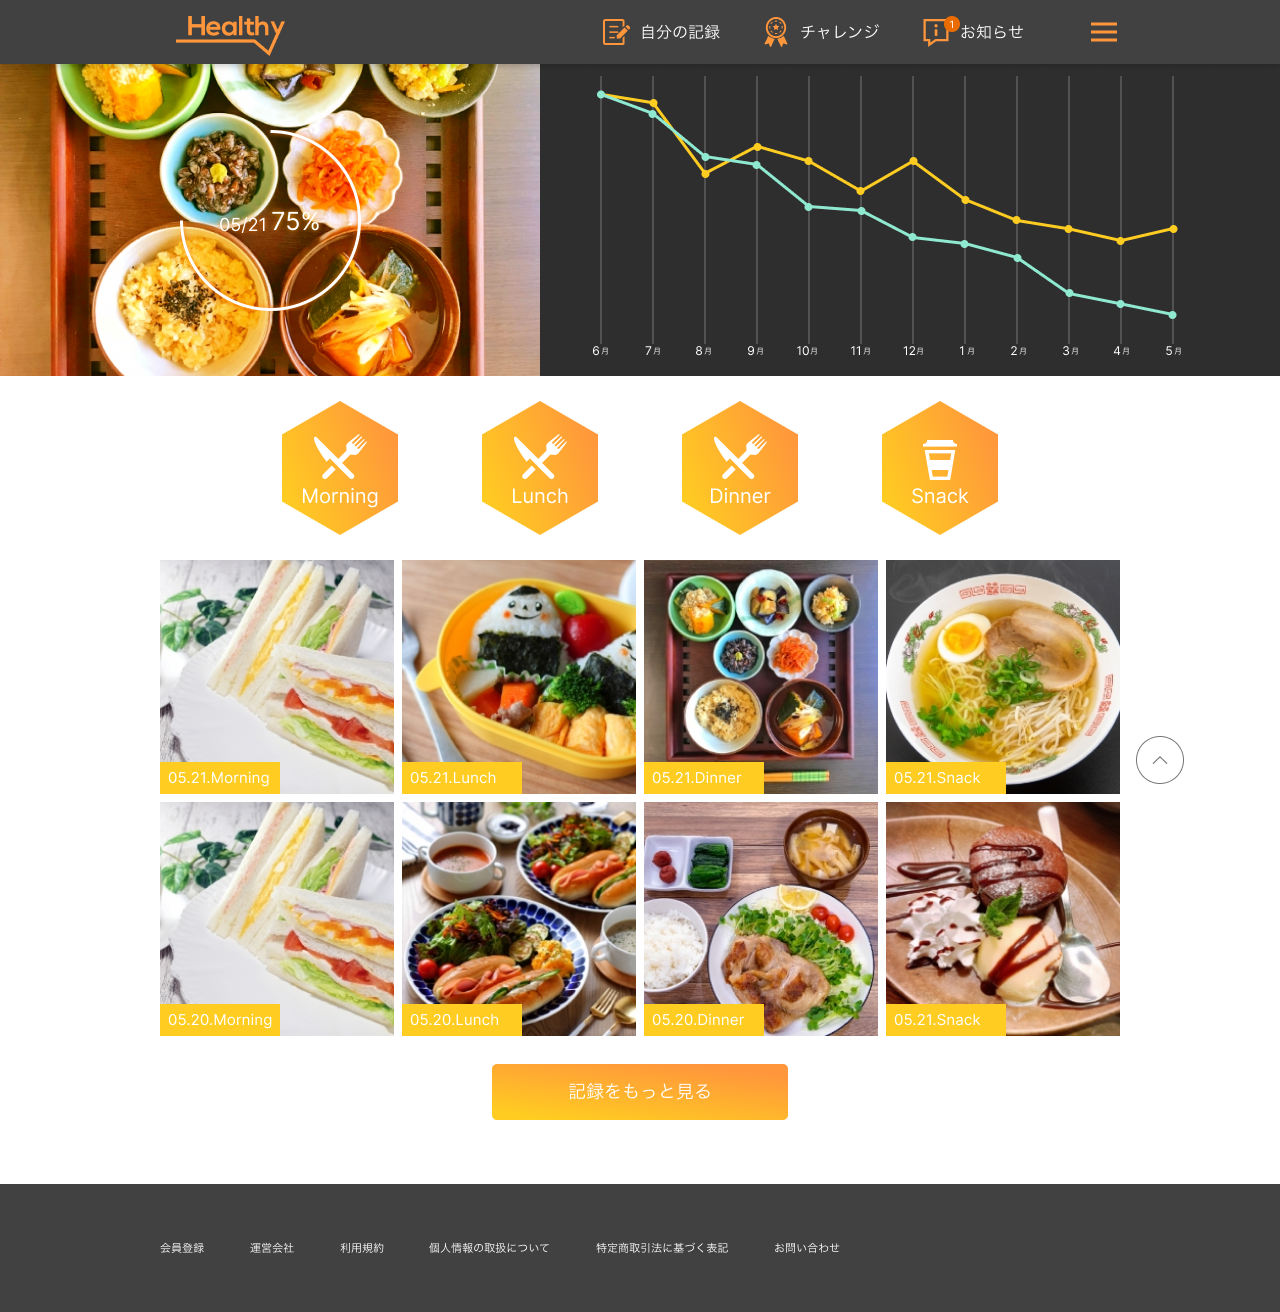 Healthy
自分の記録
チャレンジ
1
お知らせ
05/21 75%
6月 7月 8月 9月 10月 11月 12月 1月 2月 3月 4月 5月
Morning
Lunch
Dinner
Snack
05.21.Morning
05.21.Lunch
05.21.Dinner
05.21.Snack
05.20.Morning
05.20.Lunch
05.20.Dinner
05.21.Snack
記録をもっと見る
会員登録
運営会社
利用規約
個人情報の取扱について
特定商取引法に基づく表記
お問い合わせ